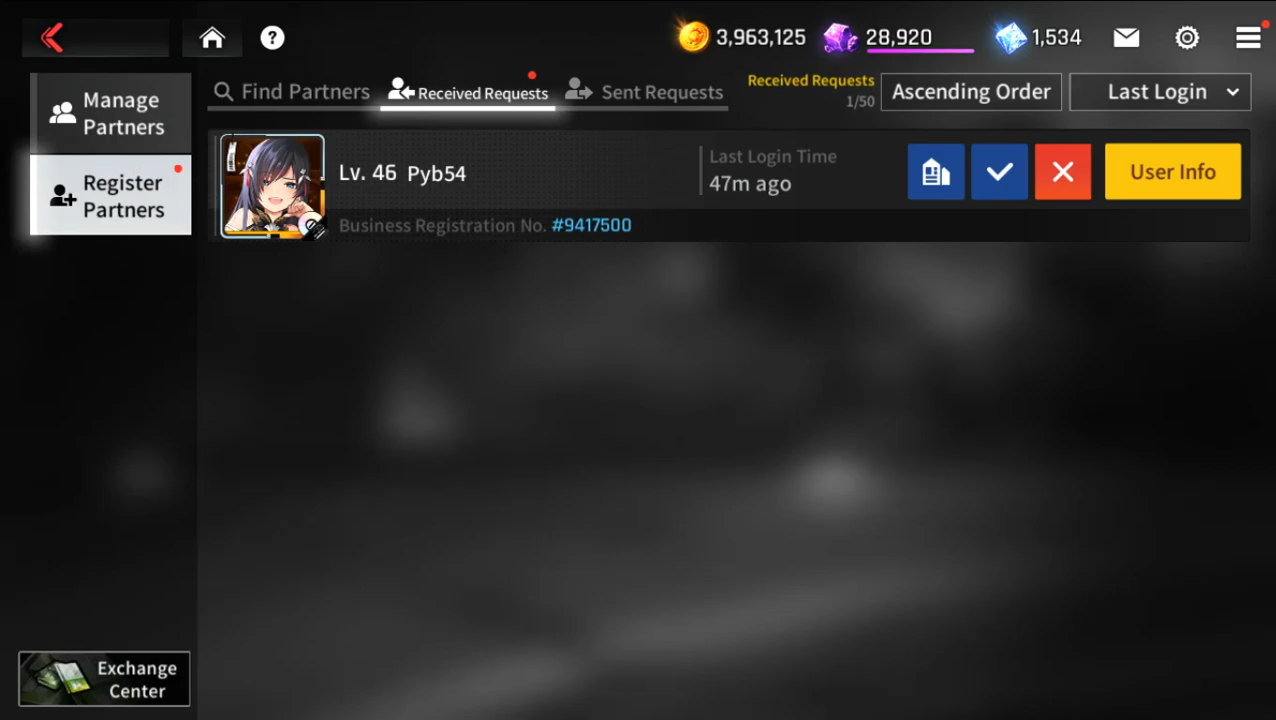 3,963,125
28,920
1,534
Manage
Partners
Register
Partners
Find Partners
Received Requests
Sent Requests
Received Requests
1/50
Ascending Order
Last Login
Lv. 46 Pyb54
Last Login Time
47m ago
User Info
Business Registration No. #9417500
Exchange
Center